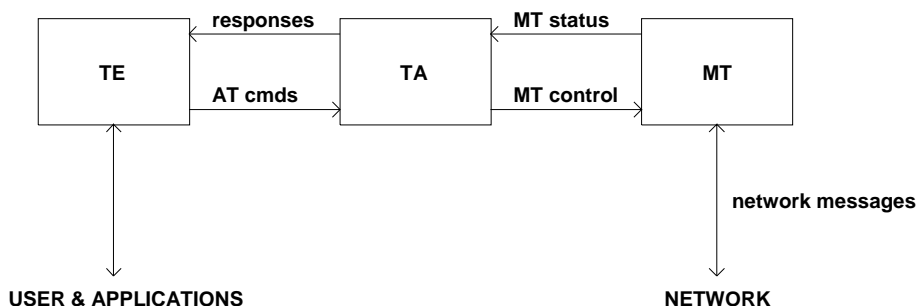 responses
MT status
TE
TA
MT
AT cmds
MT control
network messages
USER & APPLICATIONS
NETWORK